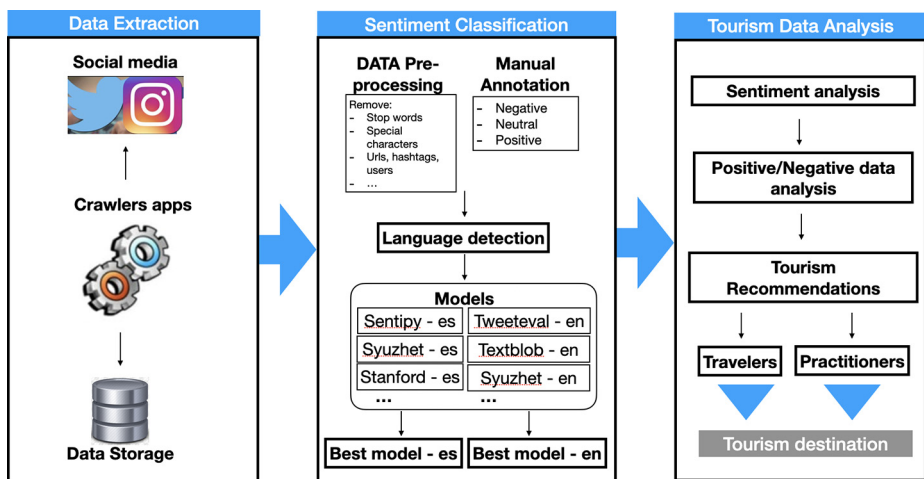 Data Extraction
Social media
Crawlers apps
Data Storage
Sentiment Classification
DATA Pre-
processing
Remove:
- Stop words
- Special
characters
- Urls, hashtags,
users
- ...
Manual
Annotation
- Negative
- Neutral
- Positive
Language detection
Models
Sentipy - es
Tweeteval - en
Syuzhet - es
Textblob - en
Stanford - es
Syuzhet - en
...
...
Best model - es
Best model - en
Tourism Data Analysis
Sentiment analysis
Positive/Negative data
analysis
Tourism
Recommendations
Travelers
Practitioners
Tourism destination